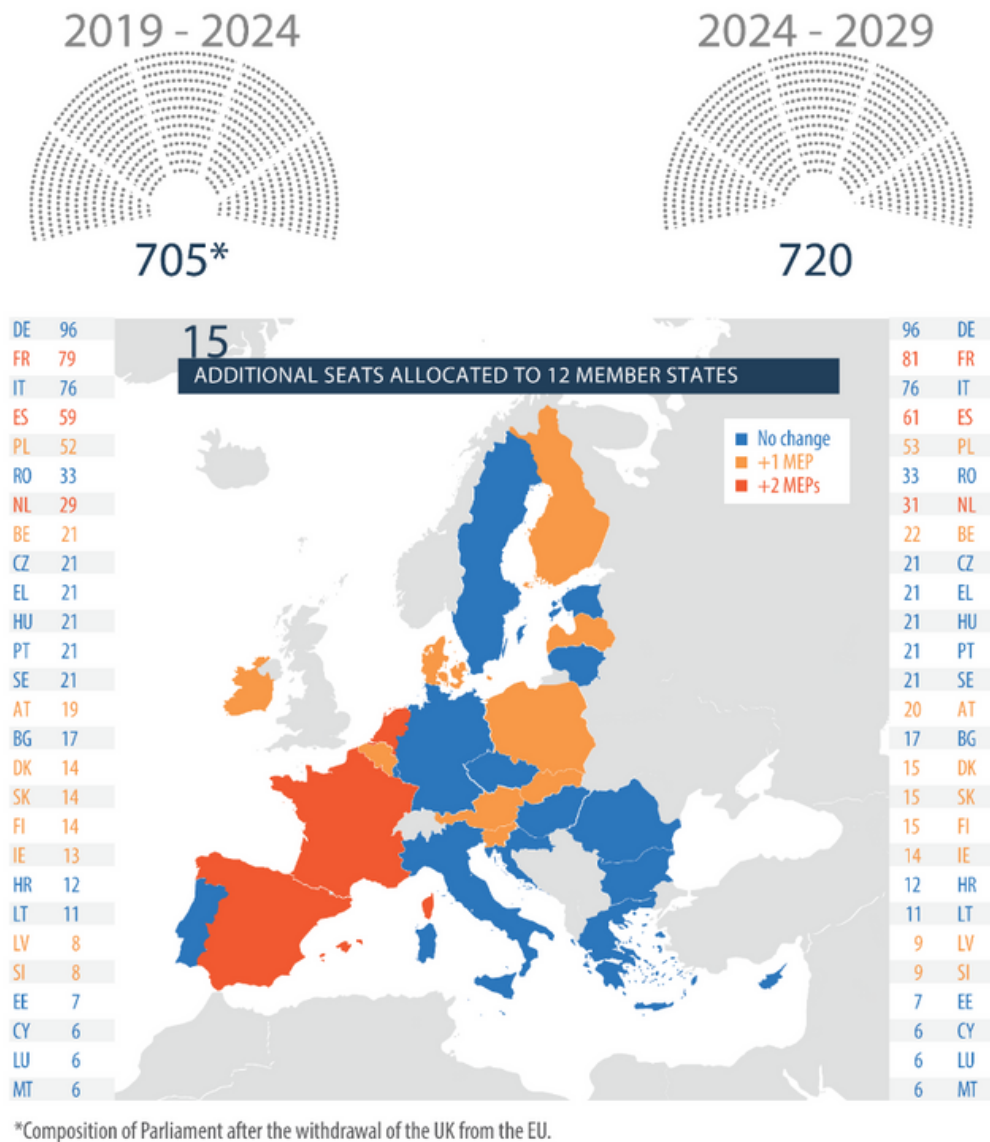 2019 - 2024
2024 - 2029
705*
720
DE 96
FR 79
IT 76
ES 59
PL 52
RO 33
NL 29
BE 21
CZ 21
EL 21
HU 21
PT 21
SE 21
AT 19
BG 17
DK 14
SK 14
FI 14
IE 13
HR 12
LT 11
LV 8
SI 8
EE 7
CY 6
LU 6
MT 6
15
ADDITIONAL SEATS ALLOCATED TO 12 MEMBER STATES
No change
+1 MEP
+2 MEPs
96 DE
81 FR
76 IT
61 ES
53 PL
33 RO
31 NL
22 BE
21 CZ
21 EL
21 HU
21 PT
21 SE
20 AT
17 BG
15 DK
15 SK
15 FI
14 IE
12 HR
11 LT
9 LV
9 SI
7 EE
6 CY
6 LU
6 MT
*Composition of Parliament after the withdrawal of the UK from the EU.